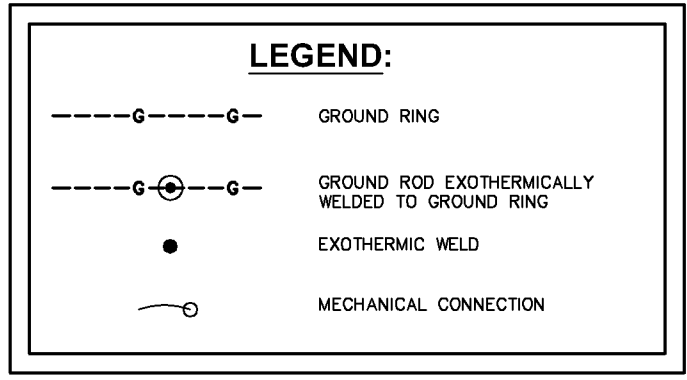 LEGEND:
----G----G- GROUND RING
----G----G- GROUND ROD EXOTHERMICALLY
WELDED TO GROUND RING
EXOTHERMIC WELD
MECHANICAL CONNECTION